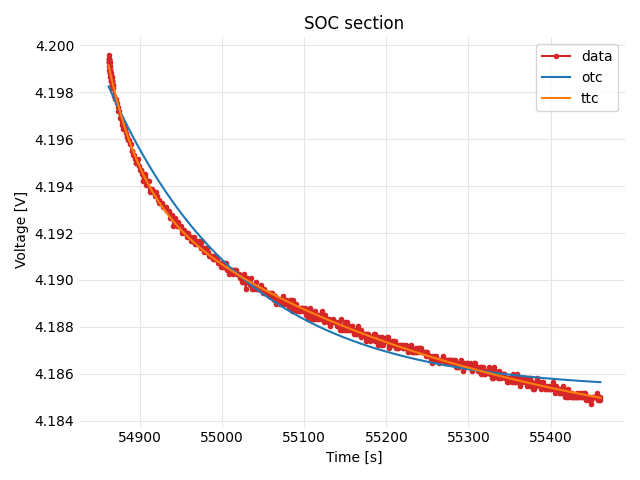 SOC section
4.200
4.198
4.196
4.194
4.192
4.190
4.188
4.186
4.184
Voltage [V]
data
otc
ttc
54900
55000
55100
55200
55300
55400
Time [s]